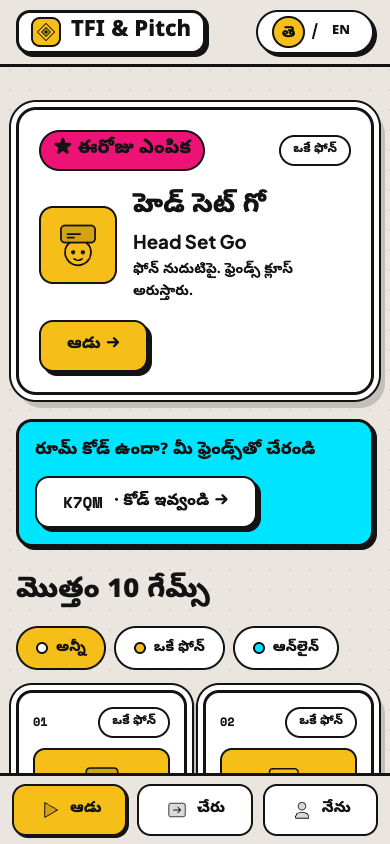 TFI & Pitch
తె / EN
★ ఈరోజు ఎంపిక
ఒకే ఫోన్
హెడ్ సెట్ గో
Head Set Go
ఫోన్ నుదుటిపై. ఫ్రెండ్స్ క్లూస్
అరుస్తారు.
ఆడు →
రూమ్ కోడ్ ఉందా? మీ ఫ్రెండ్స్‌తో చేరండి
K7QM · కోడ్ ఇవ్వండి →
మొత్తం 10 గేమ్స్
అన్నీ
ఒకే ఫోన్
ఆన్‌లైన్
01
ఒకే ఫోన్
02
ఒకే ఫోన్
ఆడు
చేరు
నేను